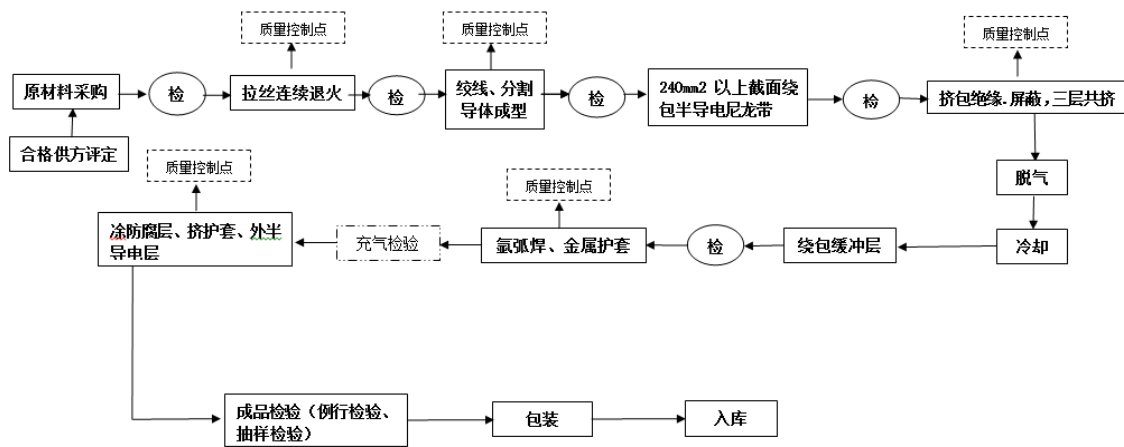 质量控制点
质量控制点
质量控制点
原材料采购
检
拉丝连续退火
检
绞线、分割
导体成型
检
240mm2 以上截面绕
包半导电尼龙带
检
挤包绝缘.屏蔽,三层共挤
合格供方评定
质量控制点
质量控制点
脱气
凃防腐层、挤护套、外半
导电层
充气检验
氩弧焊、金属护套
检
绕包缓冲层
冷却
成品检验（例行检验、
抽样检验）
包装
入库